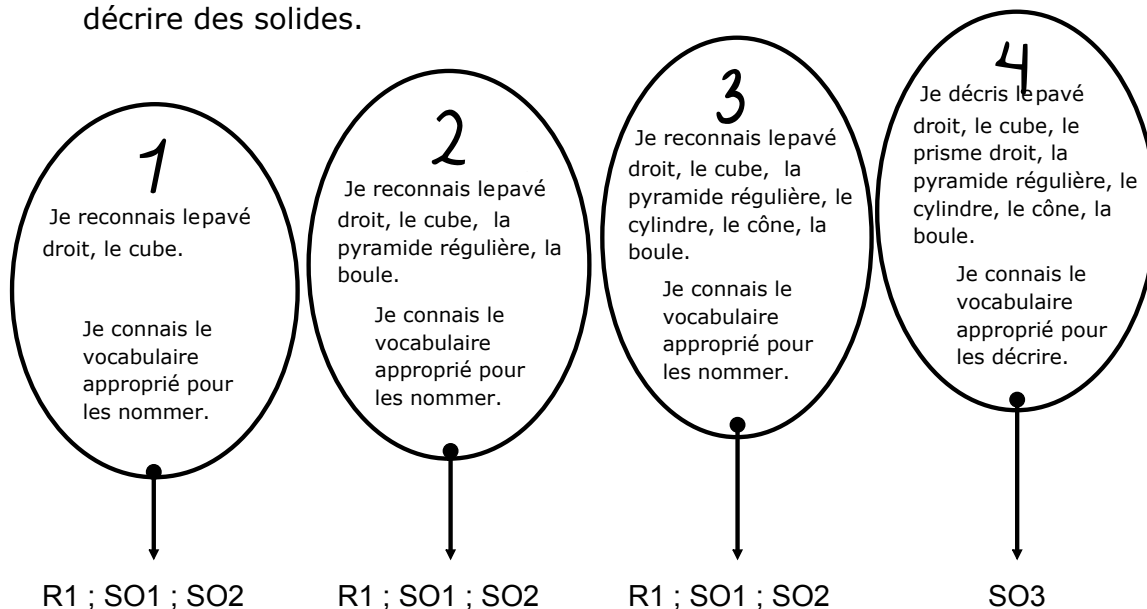 décrire des solides.
1
Je reconnais lepavé
droit, le cube.
Je connais le
vocabulaire
approprié pour
les nommer.
R1 ; SO1 ; SO2
2
Je reconnais lepavé
droit, le cube, la
pyramide régulière, la
boule.
Je connais le
vocabulaire
approprié pour
les nommer.
R1 ; SO1 ; SO2
3
Je reconnais lepavé
droit, le cube, la
pyramide régulière, le
cylindre, le cône, la
boule.
Je connais le
vocabulaire
approprié pour
les nommer.
R1 ; SO1 ; SO2
4
Je décris lepavé
droit, le cube, le
prisme droit, la
pyramide régulière, le
cylindre, le cône, la
boule.
Je connais le
vocabulaire
approprié pour
les décrire.
SO3